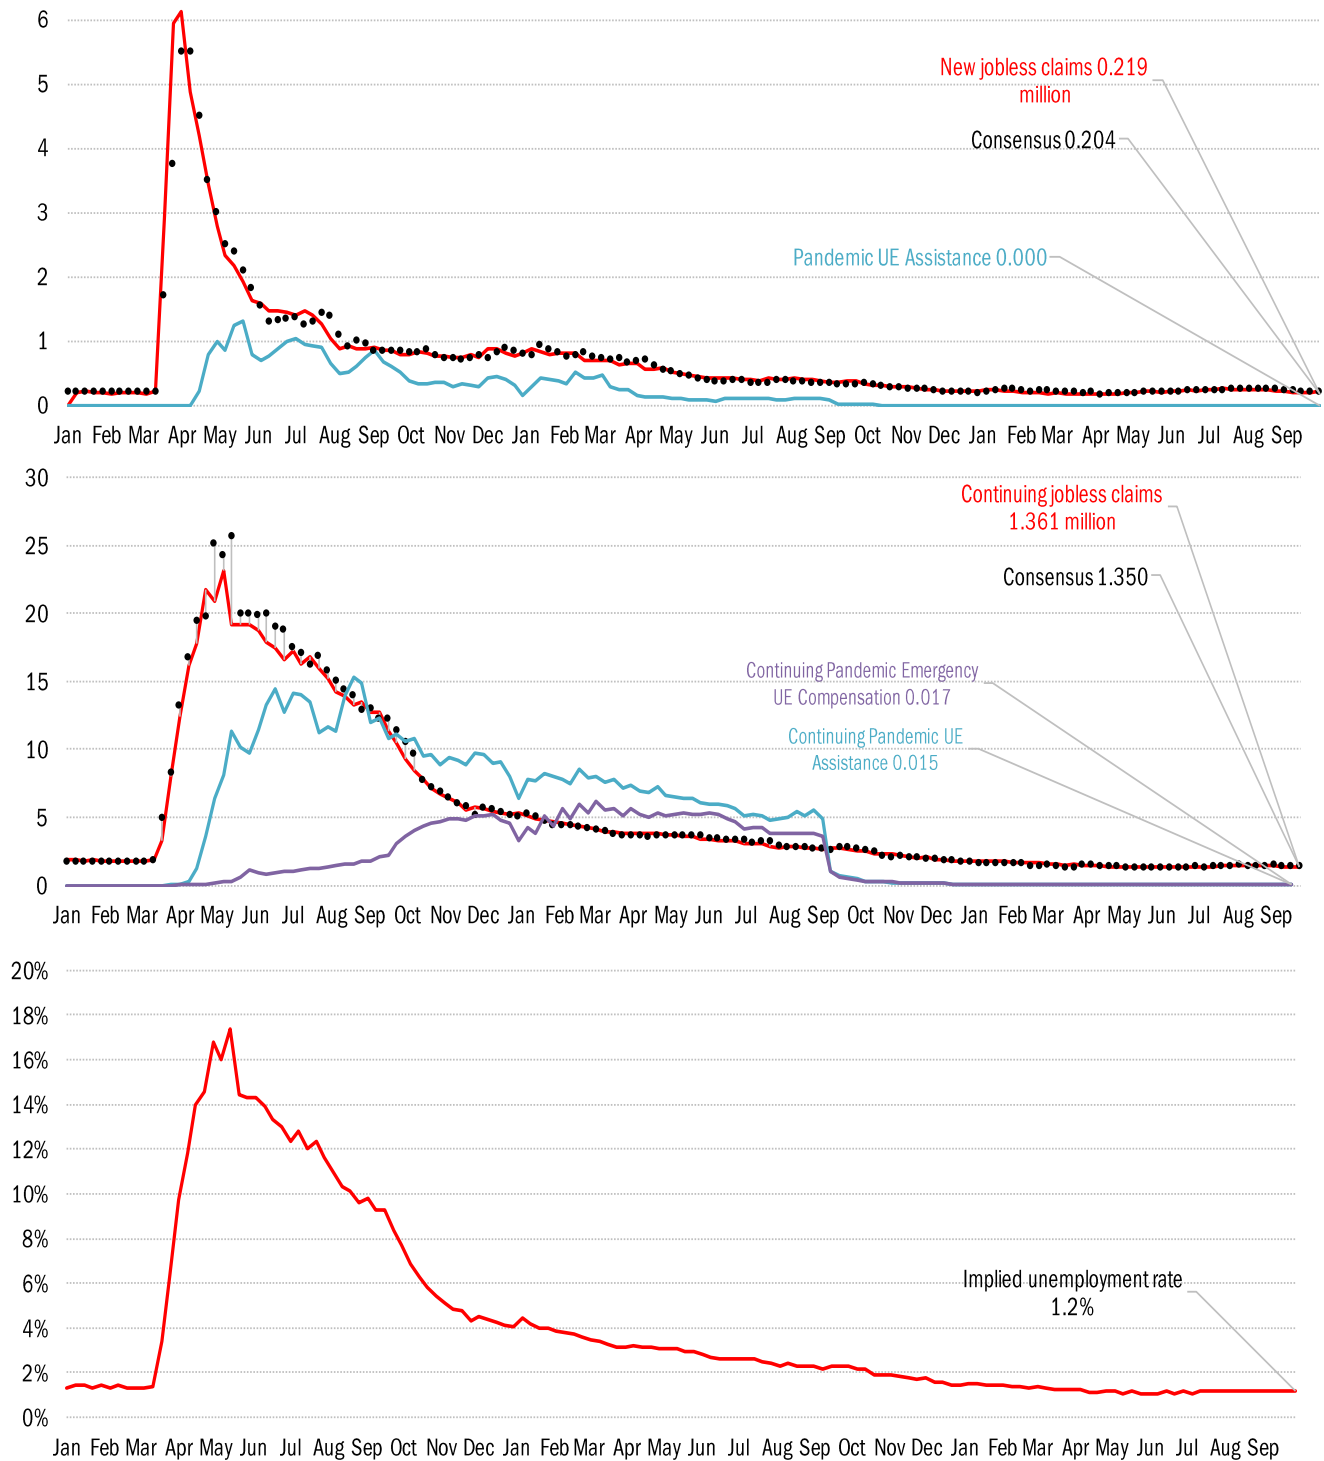 6
5
4
3
2
1
0
New jobless claims 0.219
million
Consensus 0.204
Pandemic UE Assistance 0.000
Jan Feb Mar Apr May Jun Jul Aug Sep Oct Nov Dec Jan Feb Mar Apr May Jun Jul Aug Sep Oct Nov Dec Jan Feb Mar Apr May Jun Jul Aug Sep
30
25
20
15
10
5
0
Continuing jobless claims
1.361 million
Consensus 1.350
Continuing Pandemic Emergency
UE Compensation 0.017
Continuing Pandemic UE
Assistance 0.015
Jan Feb Mar Apr May Jun Jul Aug Sep Oct Nov Dec Jan Feb Mar Apr May Jun Jul Aug Sep Oct Nov Dec Jan Feb Mar Apr May Jun Jul Aug Sep
20%
18%
16%
14%
12%
10%
8%
6%
4%
2%
0%
Implied unemployment rate
1.2%
Jan Feb Mar Apr May Jun Jul Aug Sep Oct Nov Dec Jan Feb Mar Apr May Jun Jul Aug Sep Oct Nov Dec Jan Feb Mar Apr May Jun Jul Aug Sep